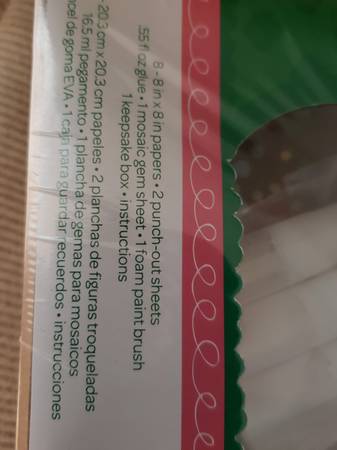 8 - 8 in x 8 in papers • 2 punch-out sheets
.55 fl oz glue • 1 mosaic gem sheet • 1 foam paint brush
1 keepsake box • instructions
- 20.3 cm x 20.3 cm papeles • 2 planchas de figuras troqueladas
16.5 ml pegamento • 1 plancha de gemas para mosaicos
de goma EVA • 1 caja para guardar recuerdos • instrucciones